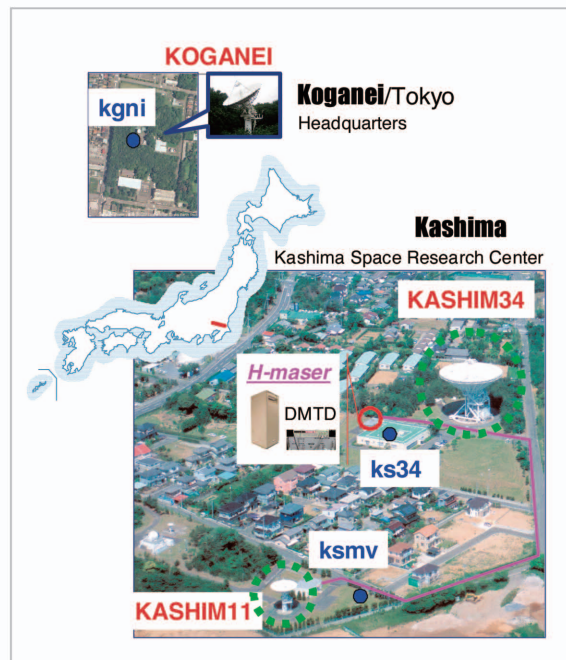 KOGANEI
kgni
Koganei/Tokyo
Headquarters
Kashima
Kashima Space Research Center
KASHIM34
H-maser
DMTD
ks34
ksmv
KASHIM11